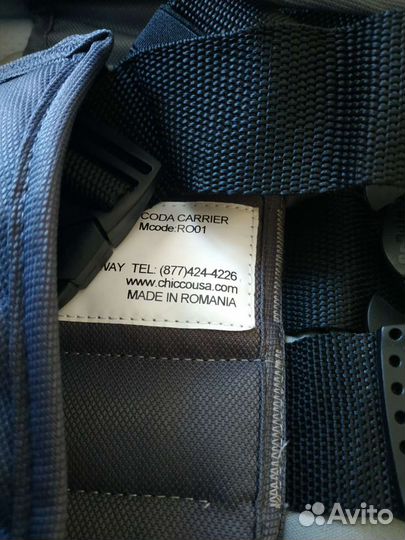 CODA CARRIER
Mcode:RO01
WAY TEL: (877)424-4226
www.chiccousa.com
MADE IN ROMANIA
Avito